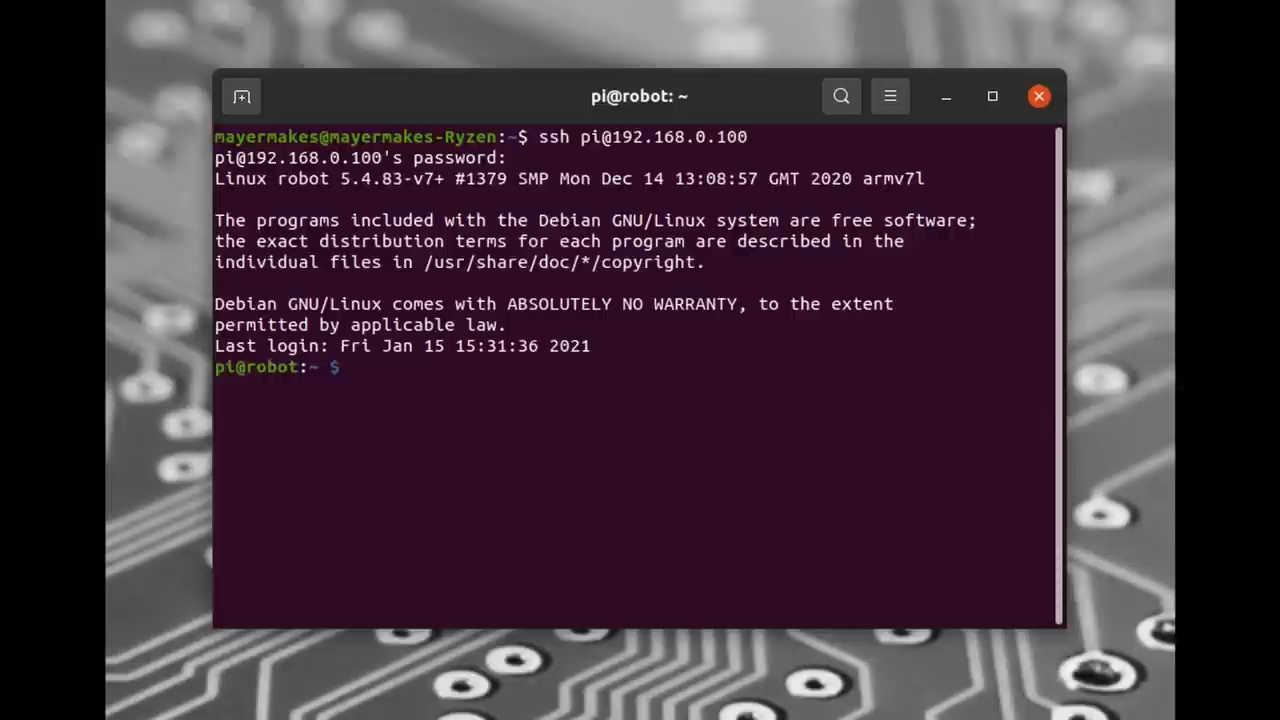 pi@robot: ~
mayermakes@mayermakes-Ryzen:~$ ssh pi@192.168.0.100
pi@192.168.0.100's password:
Linux robot 5.4.83-v7+ #1379 SMP Mon Dec 14 13:08:57 GMT 2020 armv7l
The programs included with the Debian GNU/Linux system are free software;
the exact distribution terms for each program are described in the
individual files in /usr/share/doc/*/copyright.
Debian GNU/Linux comes with ABSOLUTELY NO WARRANTY, to the extent
permitted by applicable law.
Last login: Fri Jan 15 15:31:36 2021
pi@robot:~ $